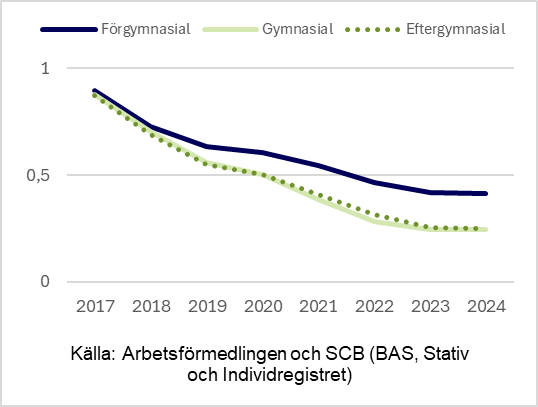 Förgymnasial Gymnasial Eftergymnasial
1
0,5
0
2017 2018 2019 2020 2021 2022 2023 2024
Källa: Arbetsförmedlingen och SCB (BAS, Stativ
och Individregistret)